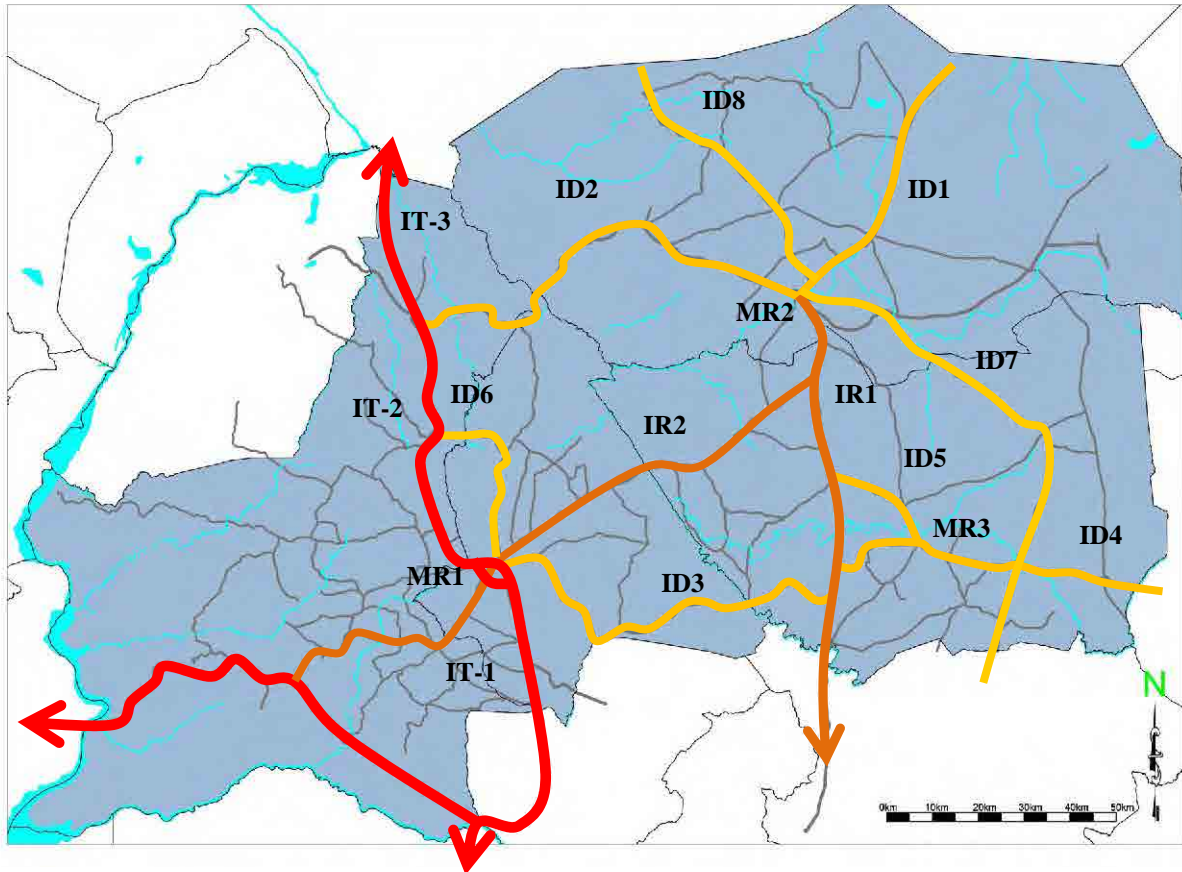 ID8
ID2
ID1
IT-3
MR2
ID7
IT-2
ID6
IR1
IR2
ID5
MR3
ID4
MR1
ID3
IT-1
N
0km 10km 20km 30km 40km 50km